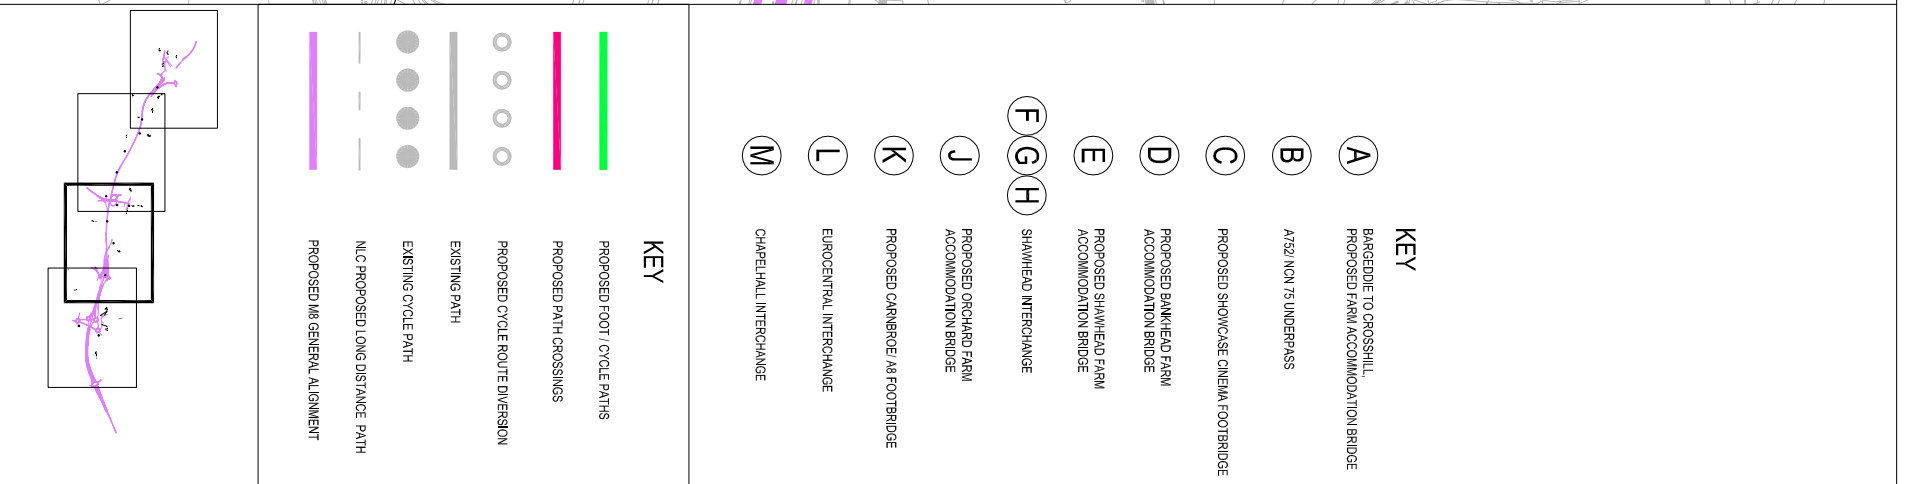 KEY
A
BARGEDDIE TO CROSSHILL,
PROPOSED FARM ACCOMMODATION BRIDGE
B
A752/ NCN 75 UNDERPASS
C
PROPOSED SHOWCASE CINEMA FOOTBRIDGE
D
PROPOSED BANKHEAD FARM
ACCOMMODATION BRIDGE
E
PROPOSED SHAWHEAD FARM
ACCOMMODATION BRIDGE
F G H
SHAWHEAD INTERCHANGE
J
PROPOSED ORCHARD FARM
ACCOMMODATION BRIDGE
K
PROPOSED CARNBROE/ A8 FOOTBRIDGE
L
EUROCENTRAL INTERCHANGE
M
CHAPELHALL INTERCHANGE
KEY
PROPOSED FOOT / CYCLE PATHS
PROPOSED PATH CROSSINGS
PROPOSED CYCLE ROUTE DIVERSION
EXISTING PATH
EXISTING CYCLE PATH
NLC PROPOSED LONG DISTANCE PATH
PROPOSED M8 GENERAL ALIGNMENT